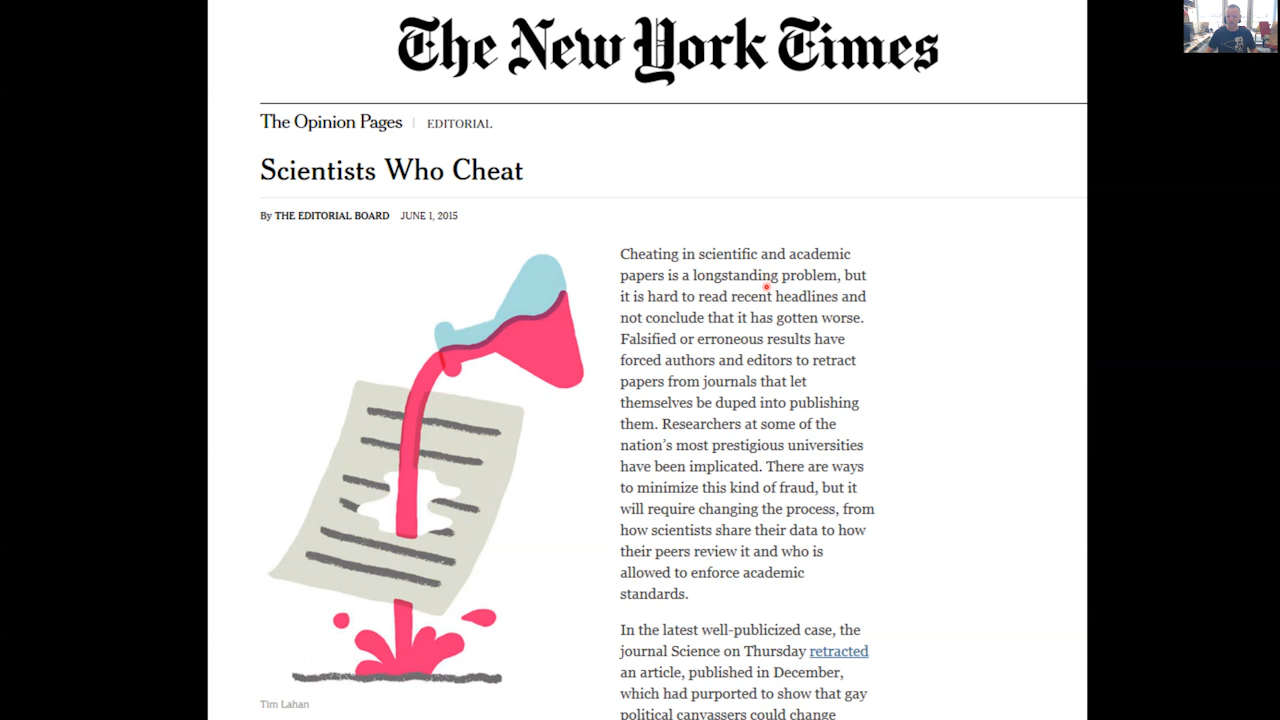 The New York Times
The Opinion Pages | EDITORIAL
Scientists Who Cheat
By THE EDITORIAL BOARD JUNE 1, 2015
Cheating in scientific and academic
papers is a longstanding problem, but
it is hard to read recent headlines and
not conclude that it has gotten worse.
Falsified or erroneous results have
forced authors and editors to retract
papers from journals that let
themselves be duped into publishing
them. Researchers at some of the
nation's most prestigious universities
have been implicated. There are ways
to minimize this kind of fraud, but it
will require changing the process, from
how scientists share their data to how
their peers review it and who is
allowed to enforce academic
standards.
In the latest well-publicized case, the
journal Science on Thursday retracted
an article, published in December,
which had purported to show that gay
political canvassers could change
Tim Lahan